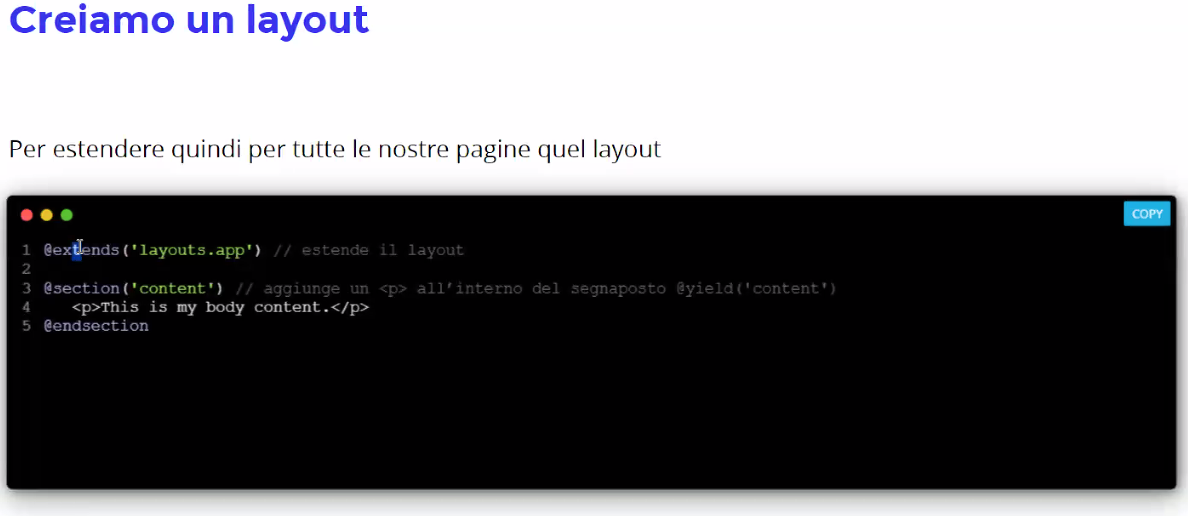 Creiamo un layout
Per estendere quindi per tutte le nostre pagine quel layout
COPY
1 @extends('layouts.app') // estende il layout
2
3 @section('content') // aggiunge un <p> all'interno del segnaposto @yield('content')
4    <p>This is my body content.</p>
5 @endsection